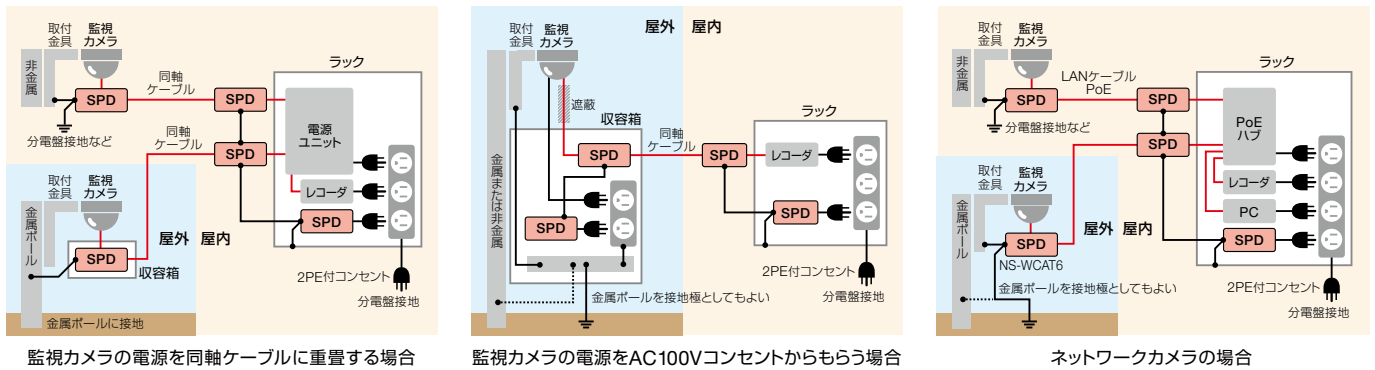 取付
金具
監視
カメラ
非金属
SPD
分電盤接地など
同軸
ケーブル
SPD
ラック
電源
ユニット
同軸
ケーブル
SPD
レコーダ
SPD
取付
金具
監視
カメラ
金属ポール
SPD
収容箱
屋外
屋内
2PE付コンセント
分電盤接地
金属ポールに接地
監視カメラの電源を同軸ケーブルに重畳する場合
取付
金具
監視
カメラ
屋外
屋内
遮蔽
収容箱
金属または非金属
SPD
同軸
ケーブル
SPD
ラック
レコーダ
SPD
SPD
2PE付コンセント
分電盤接地
金属ポールを接地極としてもよい
監視カメラの電源をAC100Vコンセントからもらう場合
取付
金具
監視
カメラ
非金属
SPD
分電盤接地など
LANケーブル
PoE
SPD
ラック
PoE
ハブ
SPD
レコーダ
PC
SPD
取付
金具
監視
カメラ
金属ポール
SPD
NS-WCAT6
屋外
屋内
金属ポールを接地極としてもよい
2PE付コンセント
分電盤接地
ネットワークカメラの場合